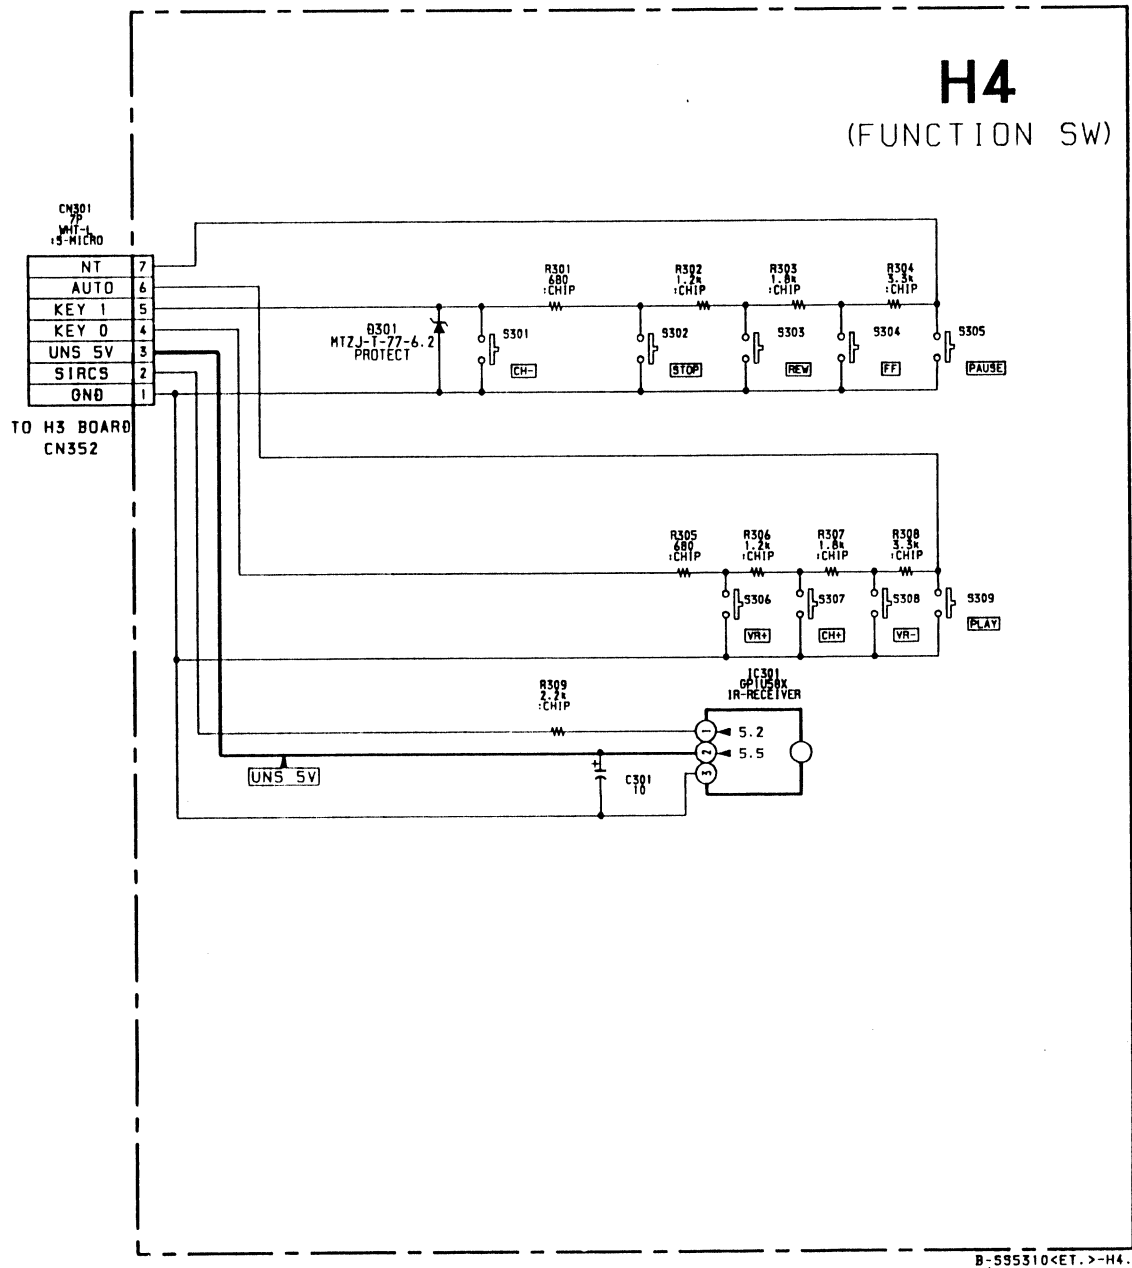 H4
(FUNCTION SW)
CN301
7P
WHT-L
:S-MICRO
NT 7
AUTO 6
KEY 1 5
KEY 0 4
UNS 5V 3
SIRCS 2
GND 1
TO H3 BOARD
CN352
R301
680
:CHIP
R302
1.2k
:CHIP
R303
1.8k
:CHIP
R304
3.3k
:CHIP
D301
MTZJ-T-77-6.2
PROTECT
S301
CH-
S302
STOP
S303
REW
S304
FF
S305
PAUSE
R305
680
:CHIP
R306
1.2k
:CHIP
R307
1.8k
:CHIP
R308
3.3k
:CHIP
S306
VR+
S307
CH+
S308
VR-
S309
PLAY
R309
2.2k
:CHIP
IC301
GPIU58X
IR-RECEIVER
1 5.2
2 5.5
3
UNS 5V
+
C301
10
B-595310<ET.>-H4.